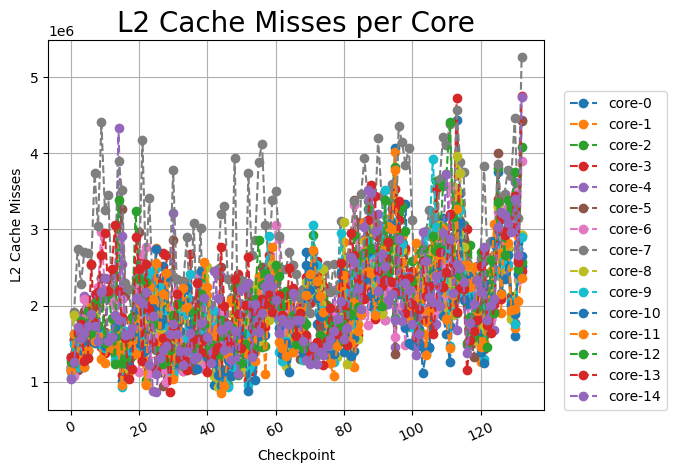 L2 Cache Misses per Core
1e6
5
4
3
2
1
L2 Cache Misses
0
20
40
60
80
100
120
Checkpoint
core-0
core-1
core-2
core-3
core-4
core-5
core-6
core-7
core-8
core-9
core-10
core-11
core-12
core-13
core-14